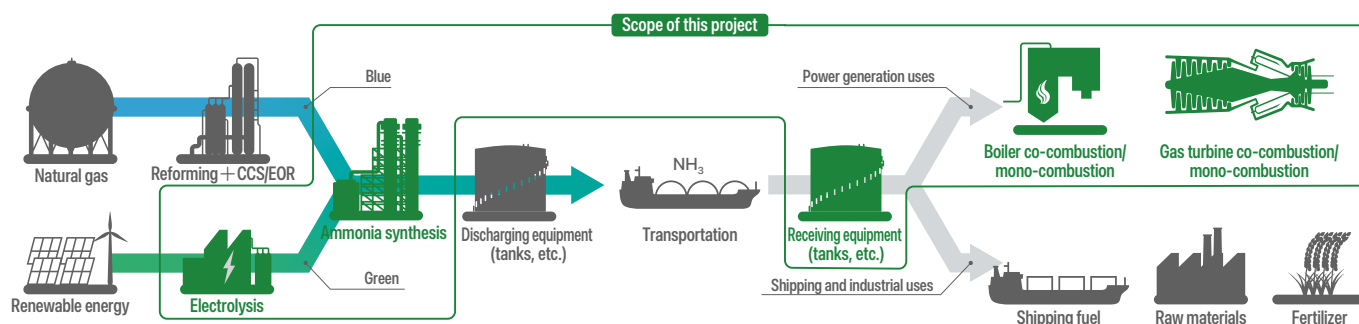 Scope of this project
Blue
Power generation uses
Natural gas
Reforming+CCS/EOR
NH3
Boiler co-combustion/
mono-combustion
Gas turbine co-combustion/
mono-combustion
Ammonia synthesis
Discharging equipment
(tanks, etc.)
Transportation
Receiving equipment
(tanks, etc.)
Green
Shipping and industrial uses
Renewable energy
Electrolysis
Shipping fuel
Raw materials
Fertilizer